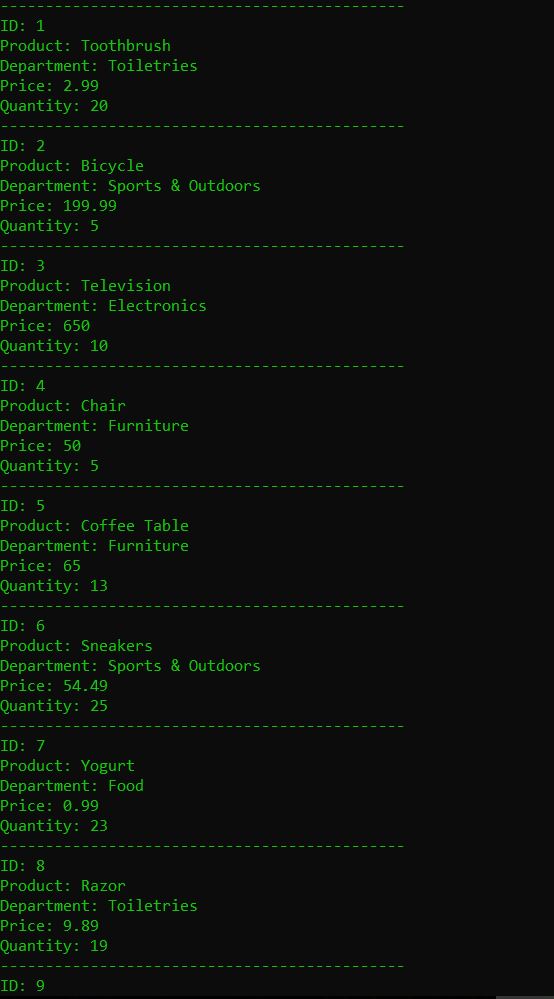 ---------------------------------------------
ID: 1
Product: Toothbrush
Department: Toiletries
Price: 2.99
Quantity: 20
---------------------------------------------
ID: 2
Product: Bicycle
Department: Sports & Outdoors
Price: 199.99
Quantity: 5
---------------------------------------------
ID: 3
Product: Television
Department: Electronics
Price: 650
Quantity: 10
---------------------------------------------
ID: 4
Product: Chair
Department: Furniture
Price: 50
Quantity: 5
---------------------------------------------
ID: 5
Product: Coffee Table
Department: Furniture
Price: 65
Quantity: 13
---------------------------------------------
ID: 6
Product: Sneakers
Department: Sports & Outdoors
Price: 54.49
Quantity: 25
---------------------------------------------
ID: 7
Product: Yogurt
Department: Food
Price: 0.99
Quantity: 23
---------------------------------------------
ID: 8
Product: Razor
Department: Toiletries
Price: 9.89
Quantity: 19
---------------------------------------------
ID: 9